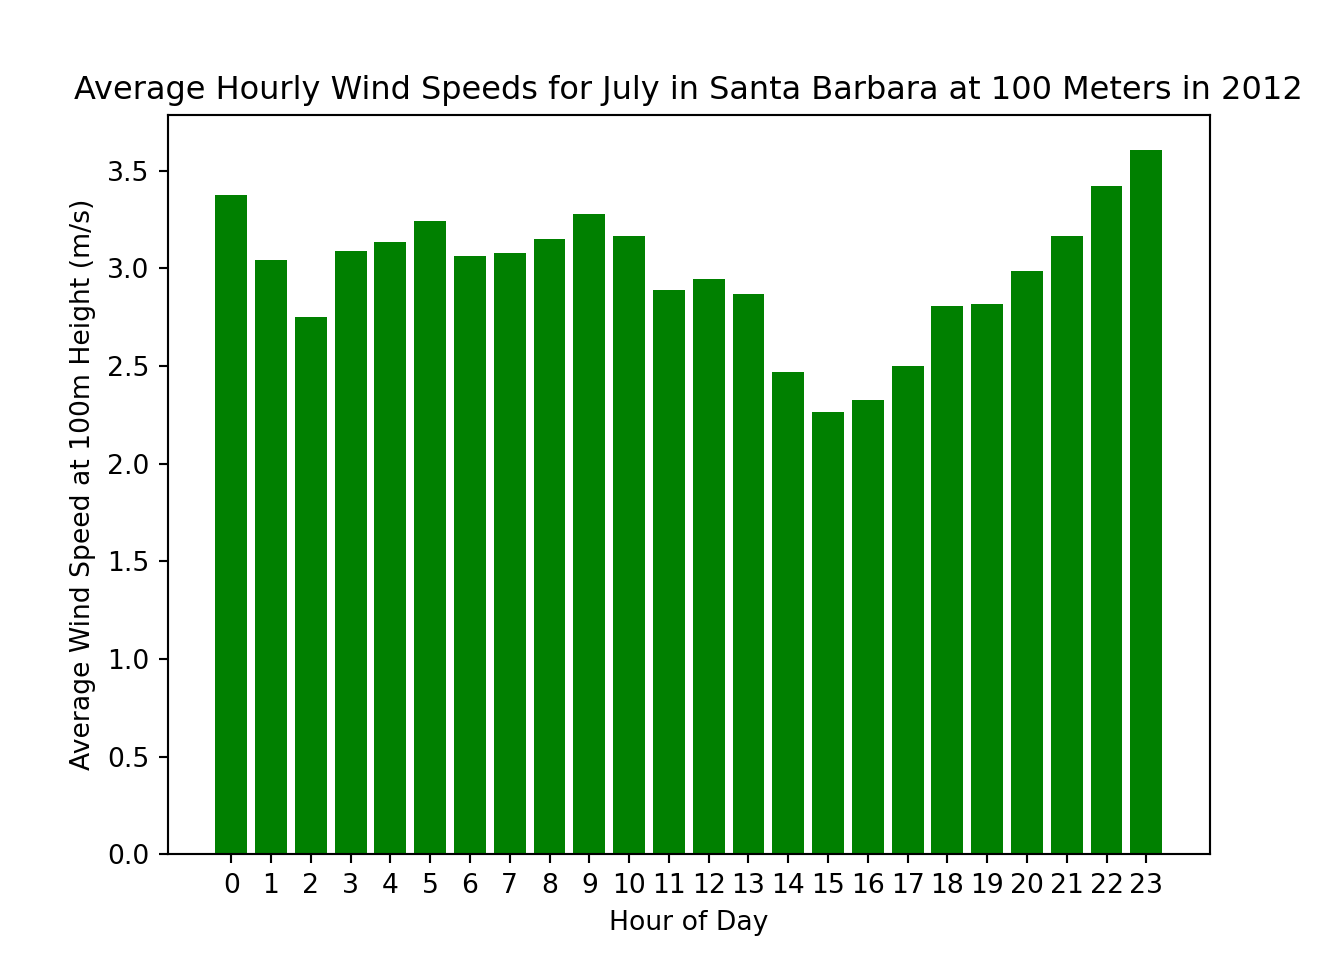 Average Hourly Wind Speeds for July in Santa Barbara at 100 Meters in 2012
Average Wind Speed at 100m Height (m/s)
3.5
3.0
2.5
2.0
1.5
1.0
0.5
0.0
0 1 2 3 4 5 6 7 8 9 10 11 12 13 14 15 16 17 18 19 20 21 22 23
Hour of Day